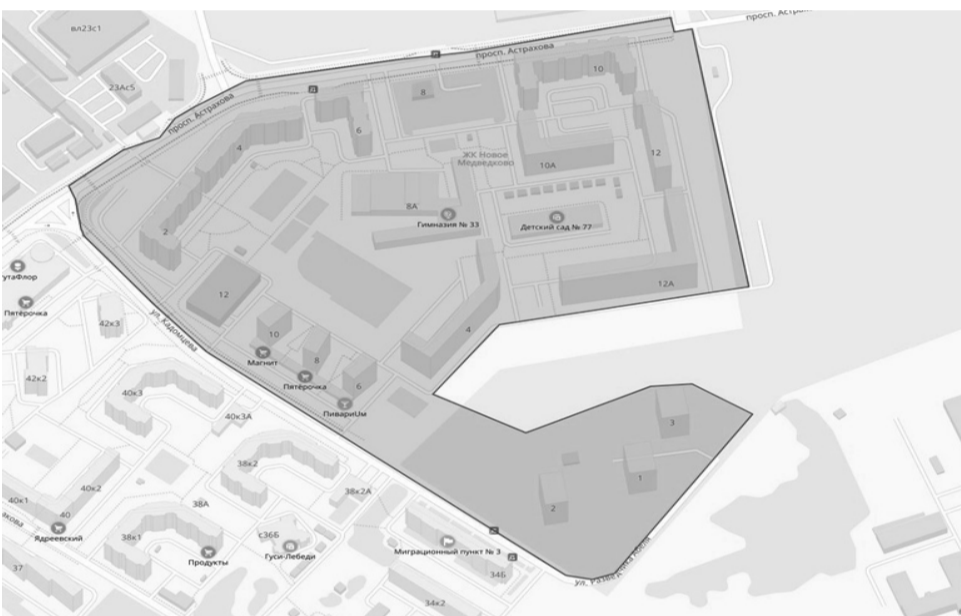 просп. Астрахова
вл23с1
просп. Астрахова
23Ас5
10
8
просп. Астрахова
6
4
ЖК Новое
Медведково
12
10А
8А
Гимназия № 33
Детский сад № 77
2
12А
12
Пятёрочка
42к3
ул. Кадомцева
10
4
Магнит
8
Пятёрочка
6
42к2
40к3
ПивариUм
40к3А
3
38к2
1
40к2
38к2А
40к1
38А
2
40
Ядреевский
38к1
с36Б
Гуси-Лебеди
Продукты
Миграционный пункт № 3
37
34Б
34к2